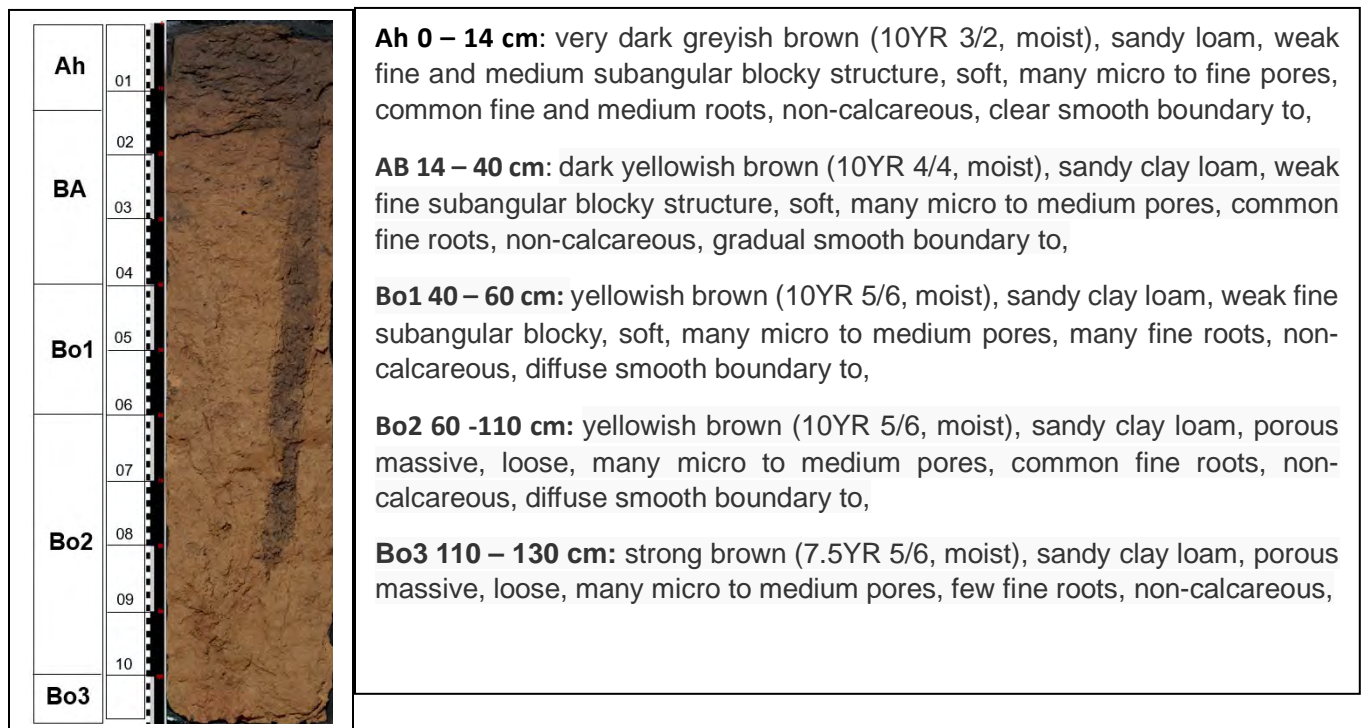 Ah
01
02
BA
03
04
Bo1
05
06
07
Bo2
08
09
10
Bo3
Ah 0 – 14 cm: very dark greyish brown (10YR 3/2, moist), sandy loam, weak
fine and medium subangular blocky structure, soft, many micro to fine pores,
common fine and medium roots, non-calcareous, clear smooth boundary to,
AB 14 – 40 cm: dark yellowish brown (10YR 4/4, moist), sandy clay loam, weak
fine subangular blocky structure, soft, many micro to medium pores, common
fine roots, non-calcareous, gradual smooth boundary to,
Bo1 40 – 60 cm: yellowish brown (10YR 5/6, moist), sandy clay loam, weak fine
subangular blocky, soft, many micro to medium pores, many fine roots, non-
calcareous, diffuse smooth boundary to,
Bo2 60 -110 cm: yellowish brown (10YR 5/6, moist), sandy clay loam, porous
massive, loose, many micro to medium pores, common fine roots, non-
calcareous, diffuse smooth boundary to,
Bo3 110 – 130 cm: strong brown (7.5YR 5/6, moist), sandy clay loam, porous
massive, loose, many micro to medium pores, few fine roots, non-calcareous,